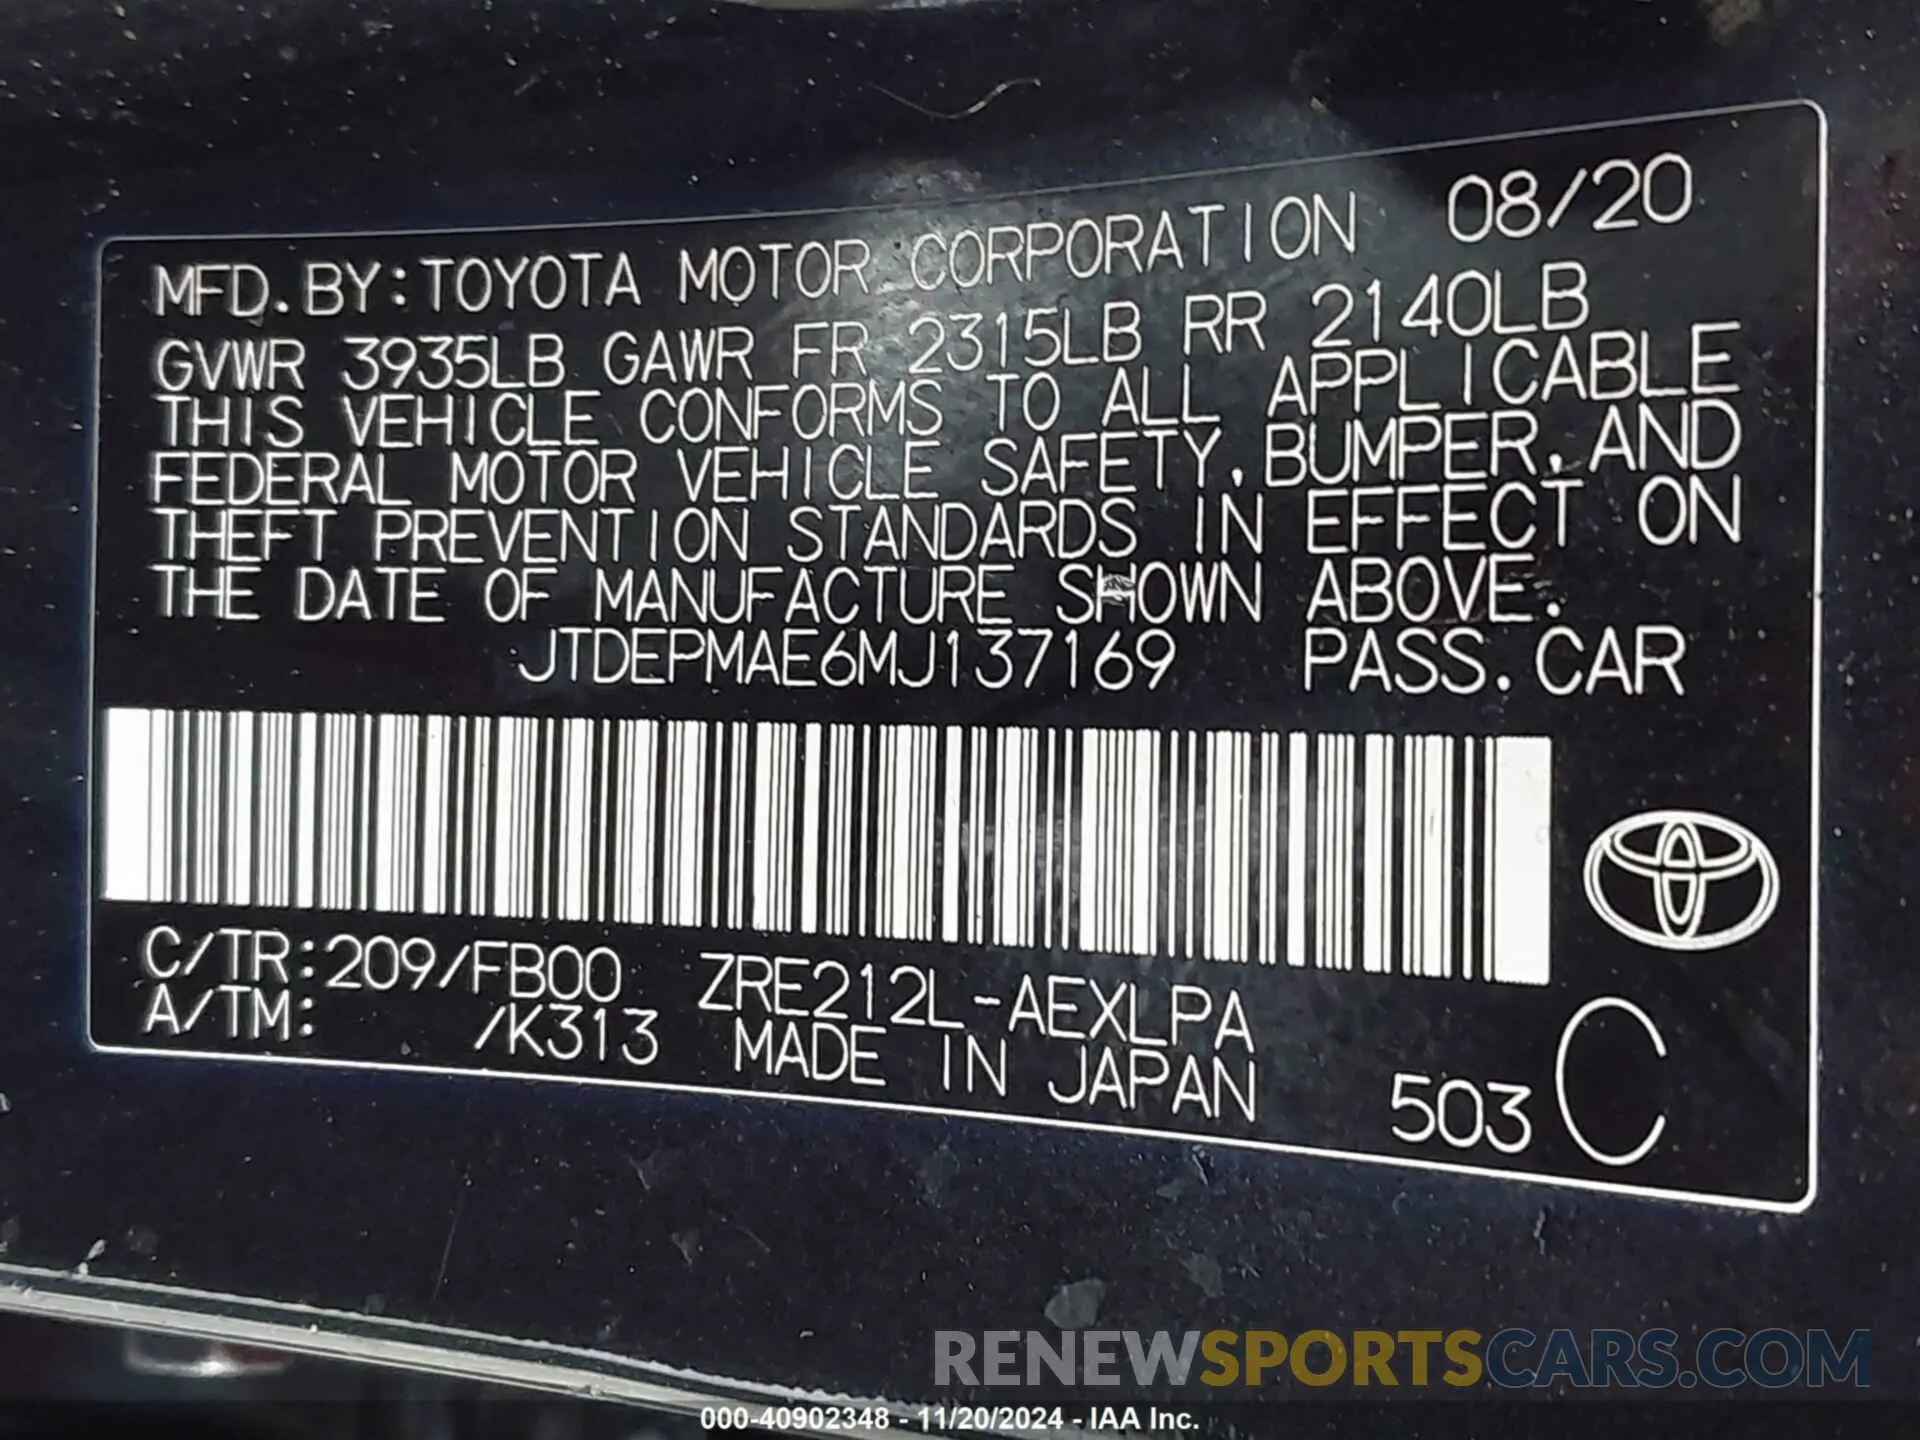 08/20
MFD. BY: TOYOTA MOTOR CORPORATION
GVWR 3935LB GAWR FR 2315LB RR 2140LB
THIS VEHICLE CONFORMS TO ALL APPLICABLE
FEDERAL MOTOR VEHICLE SAFETY, BUMPER, AND
THEFT PREVENTION STANDARDS IN EFFECT ON
THE DATE OF MANUFACTURE SHOWN ABOVE.
JTDEPMAE6MJ137169 PASS. CAR
C/TR: 209/FB00 ZRE212L-AEXLPA
A/TM: /K313 MADE IN JAPAN
503 C
RENEWSPORTSCARS.COM
000-40902348 - 11/20/2024 - IAA Inc.